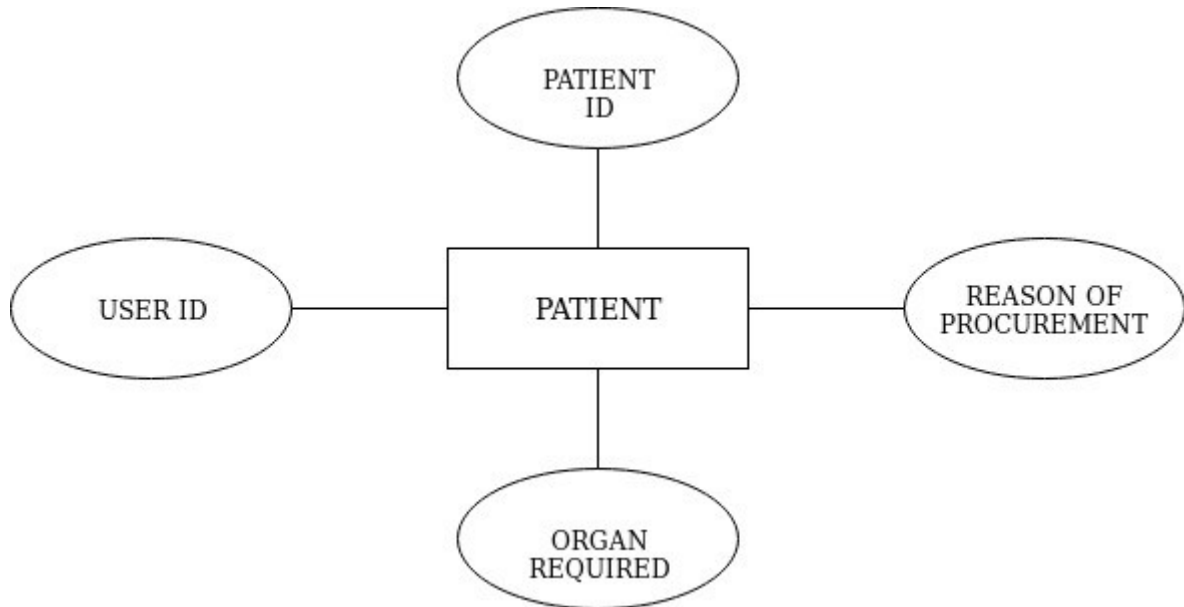 PATIENT
ID
USER ID
PATIENT
REASON OF
PROCUREMENT
ORGAN
REQUIRED